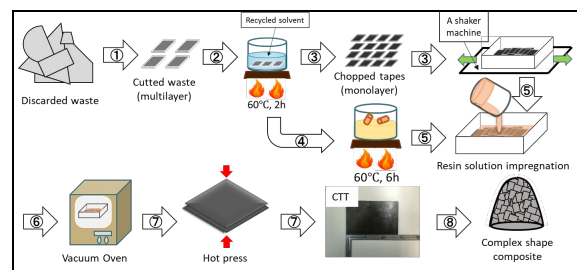 Recycled solvent
A shaker
machine
①
②
③
③
⑤
Discarded waste
Cutted waste
(multilayer)
60℃, 2h
Chopped tapes
(monolayer)
④
⑤
60℃, 6h
Resin solution impregnation
⑥
⑦
⑦
CTT
⑧
Vacuum Oven
Hot press
Complex shape
composite